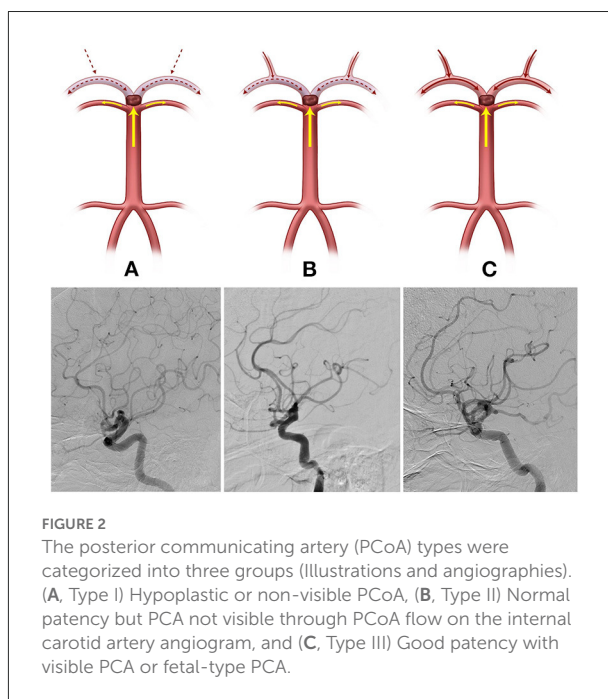 A B C
FIGURE 2
The posterior communicating artery (PCoA) types were
categorized into three groups (Illustrations and angiographies).
(A, Type I) Hypoplastic or non-visible PCoA, (B, Type II) Normal
patency but PCA not visible through PCoA flow on the internal
carotid artery angiogram, and (C, Type III) Good patency with
visible PCA or fetal-type PCA.